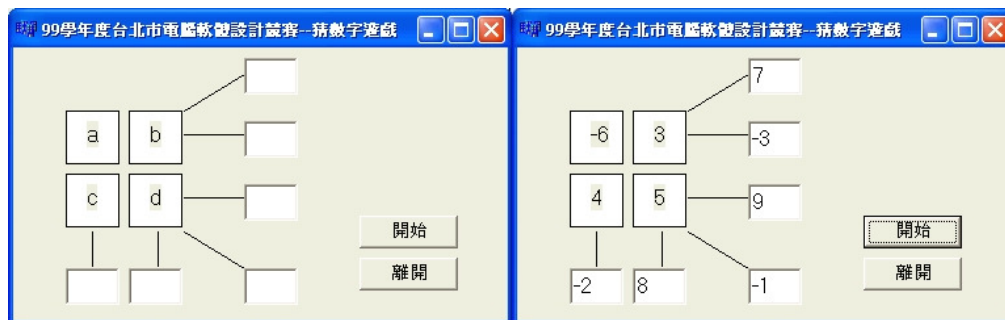 99學年度台北市電腦軟體設計競賽--猜數字遊戲
a b
c d
開始
離開
99學年度台北市電腦軟體設計競賽--猜數字遊戲
7
-6 3 -3
4 5 9
開始
離開
-2 8 -1